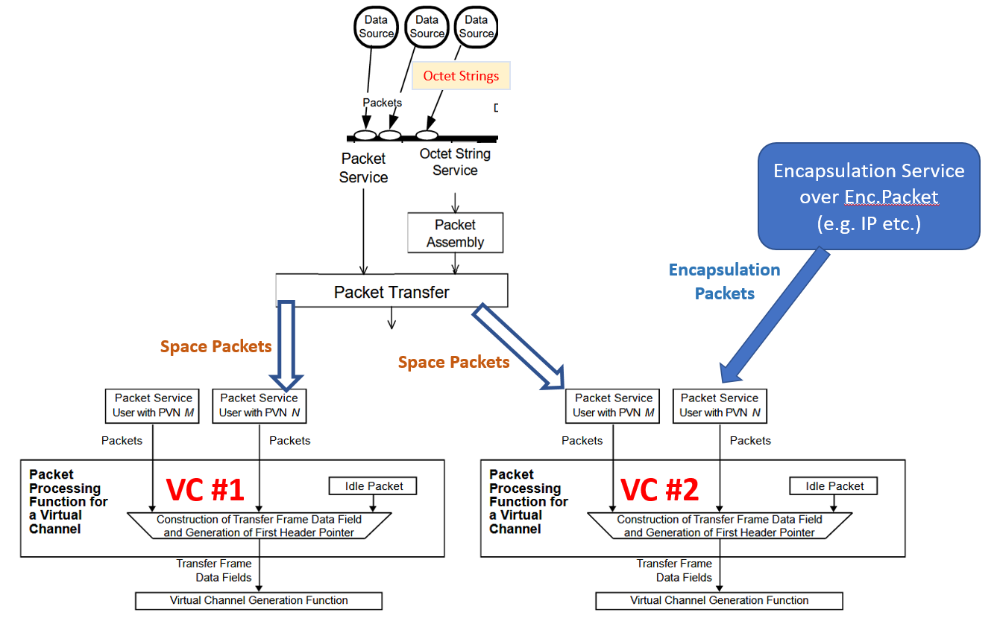 Data
Source
Data
Source
Data
Source
Octet Strings
Packets
D
Packet
Service
Octet String
Service
Packet
Assembly
Packet Transfer
Encapsulation Service
over Enc.Packet
(e.g. IP etc.)
Encapsulation
Packets
Space Packets
Space Packets
Packet Service
User with PVN M
Packet Service
User with PVN N
Packets
Packets
Packet
Processing
Function for
a Virtual
Channel
VC #1
Idle Packet
Construction of Transfer Frame Data Field
and Generation of First Header Pointer
Transfer Frame
Data Fields
Virtual Channel Generation Function
Packet Service
User with PVN M
Packet Service
User with PVN N
Packets
Packets
Packet
Processing
Function for
a Virtual
Channel
VC #2
Idle Packet
Construction of Transfer Frame Data Field
and Generation of First Header Pointer
Transfer Frame
Data Fields
Virtual Channel Generation Function